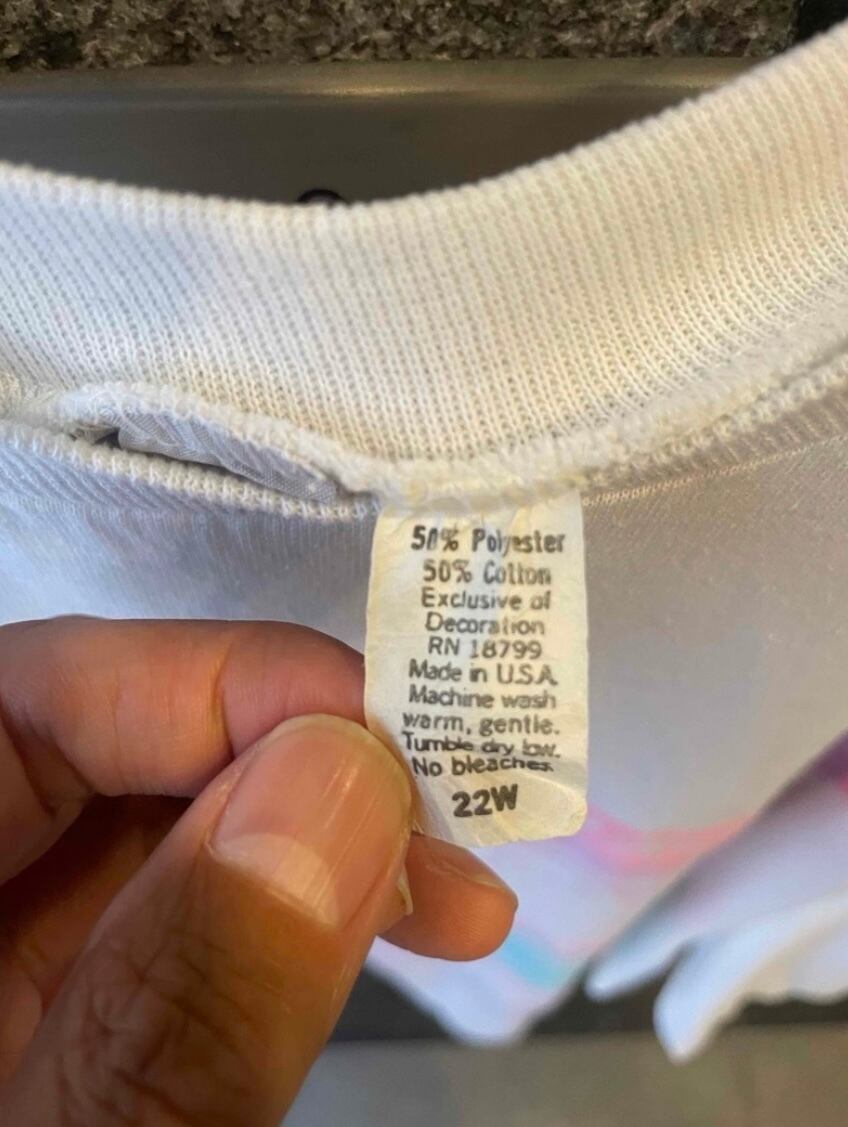 50% Polyester
50% Cotton
Exclusive of
Decoration
RN 18799
Made in U.S.A.
Machine wash
warm, gentle.
Tumble dry low.
No bleaches.
22W